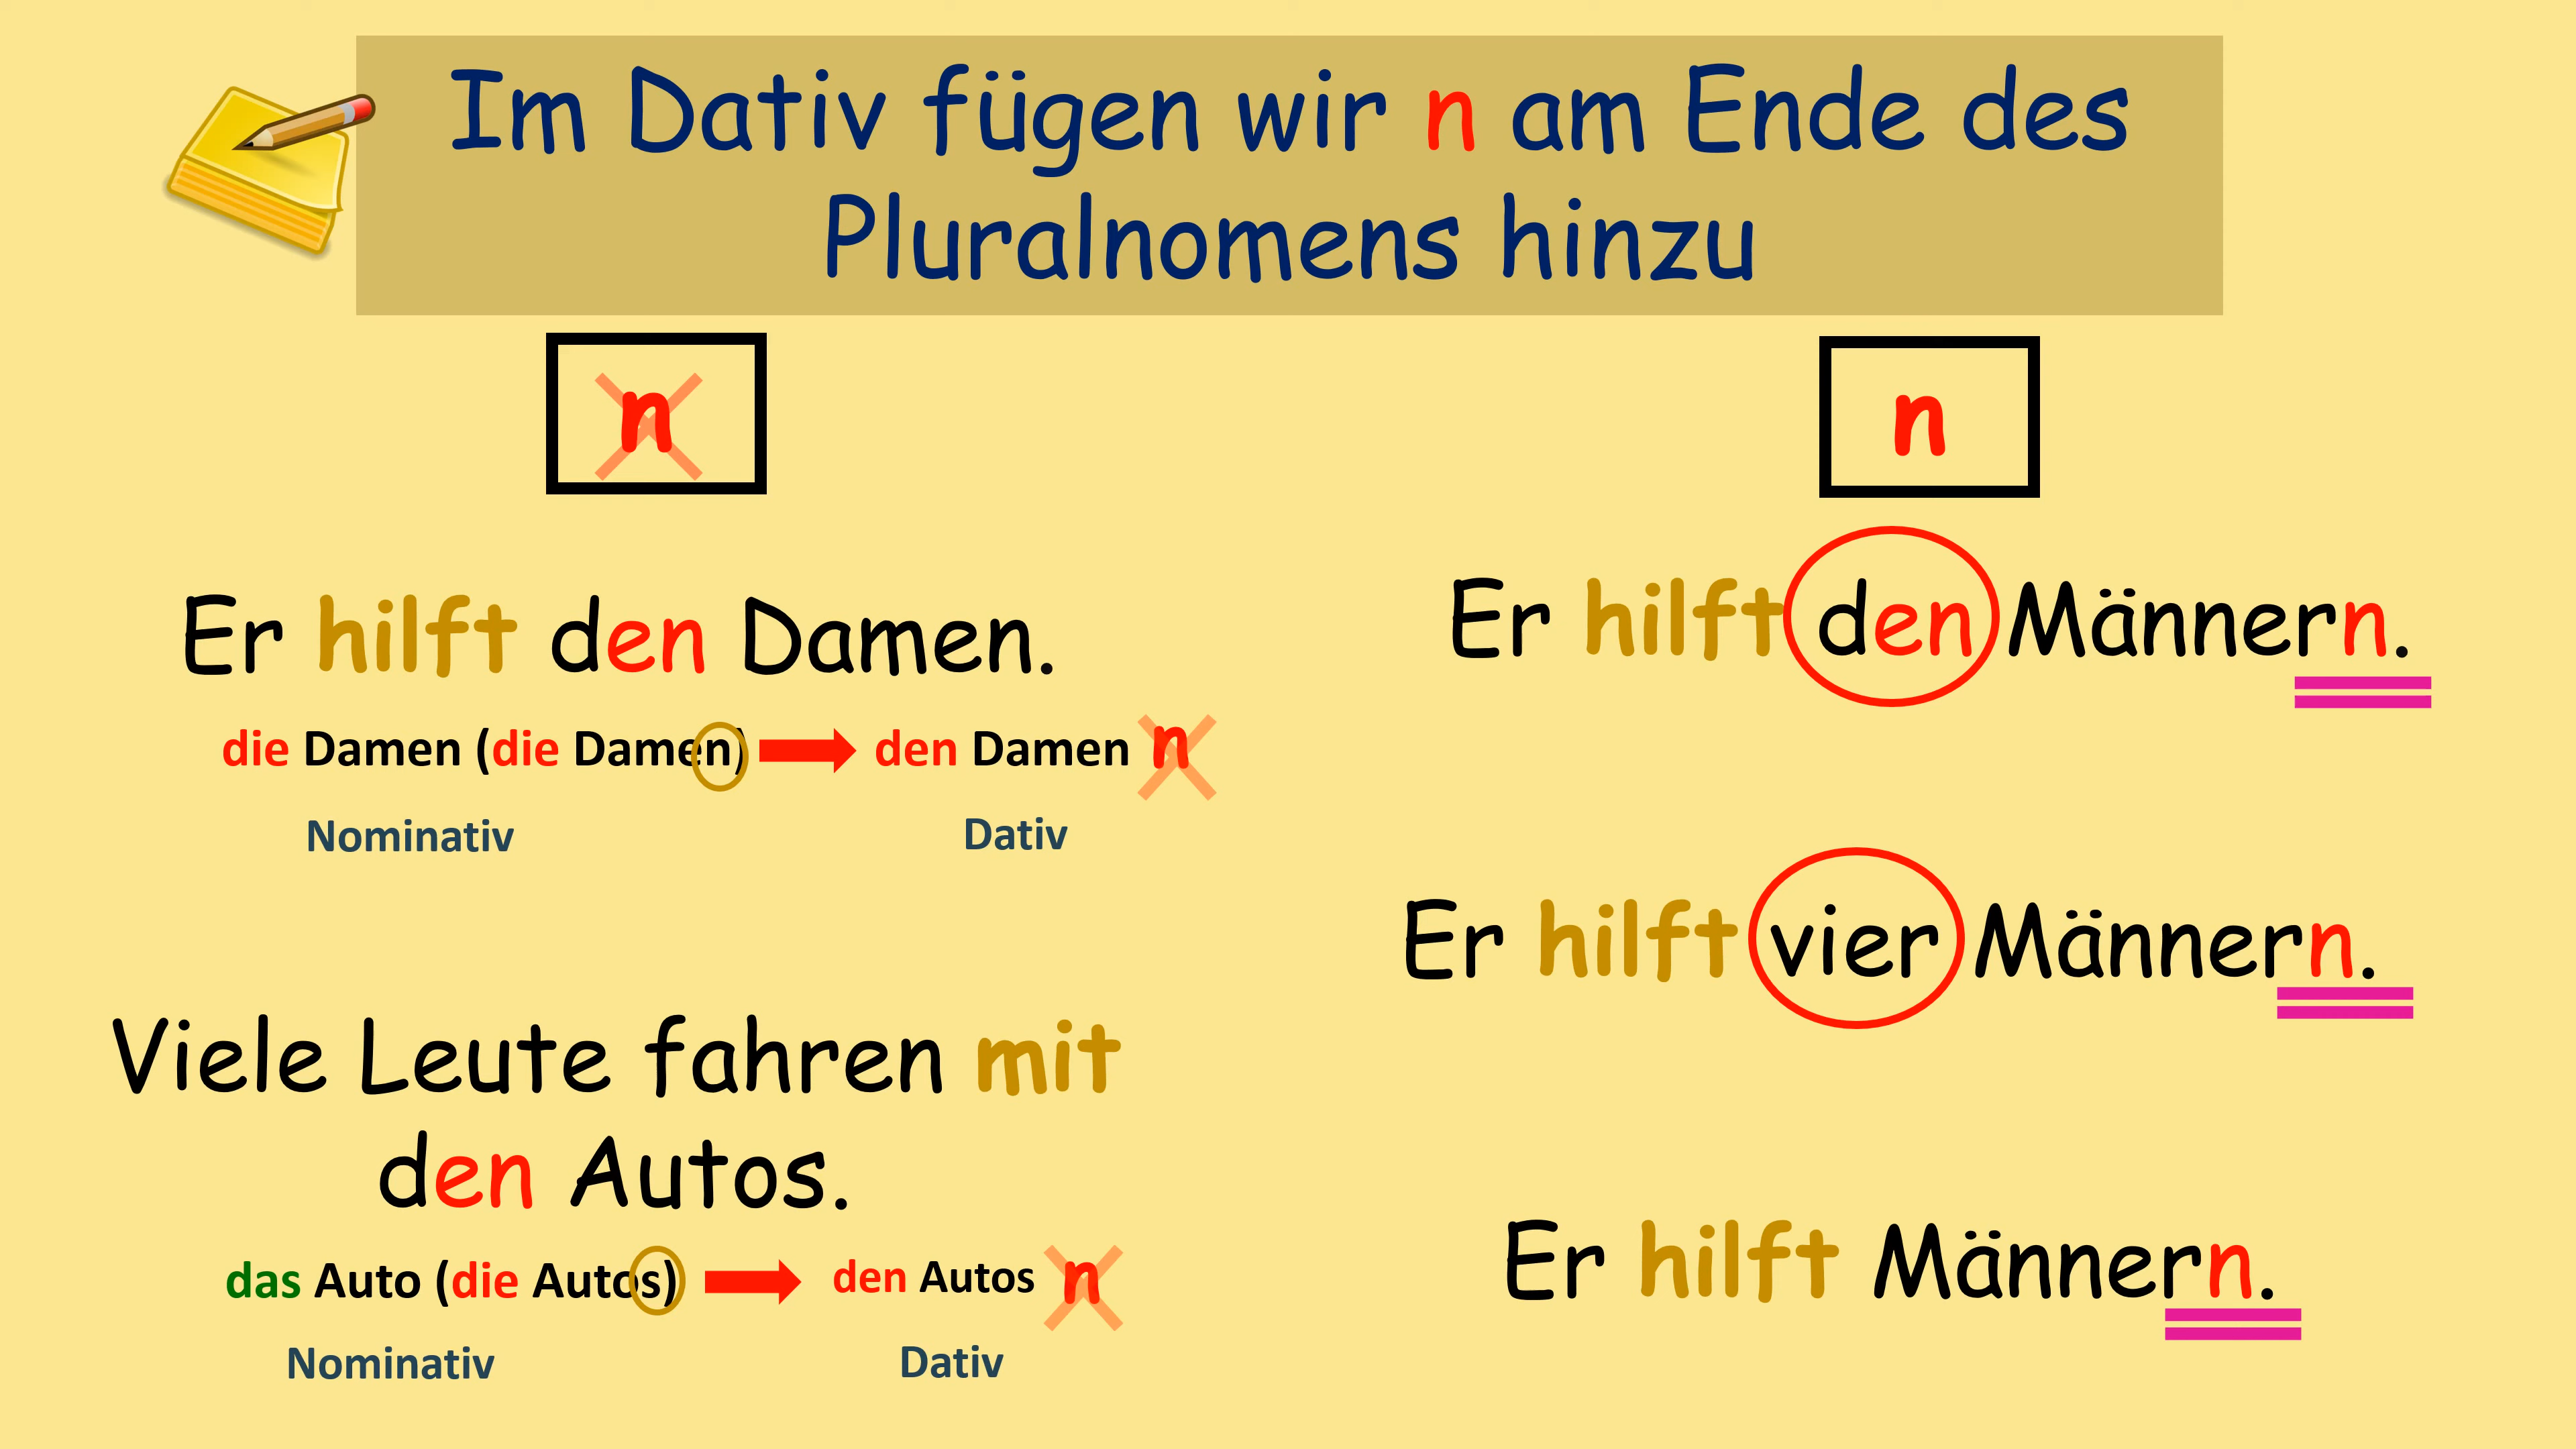 Im Dativ fügen wir n am Ende des
Pluralnomens hinzu
n
Er hilft den Damen.
die Damen (die Damen)
den Damen n
Nominativ
Dativ
Viele Leute fahren mit
den Autos.
das Auto (die Autos)
den Autos n
Nominativ
Dativ
n
Er hilft den Männern.
Er hilft vier Männern.
Er hilft Männern.